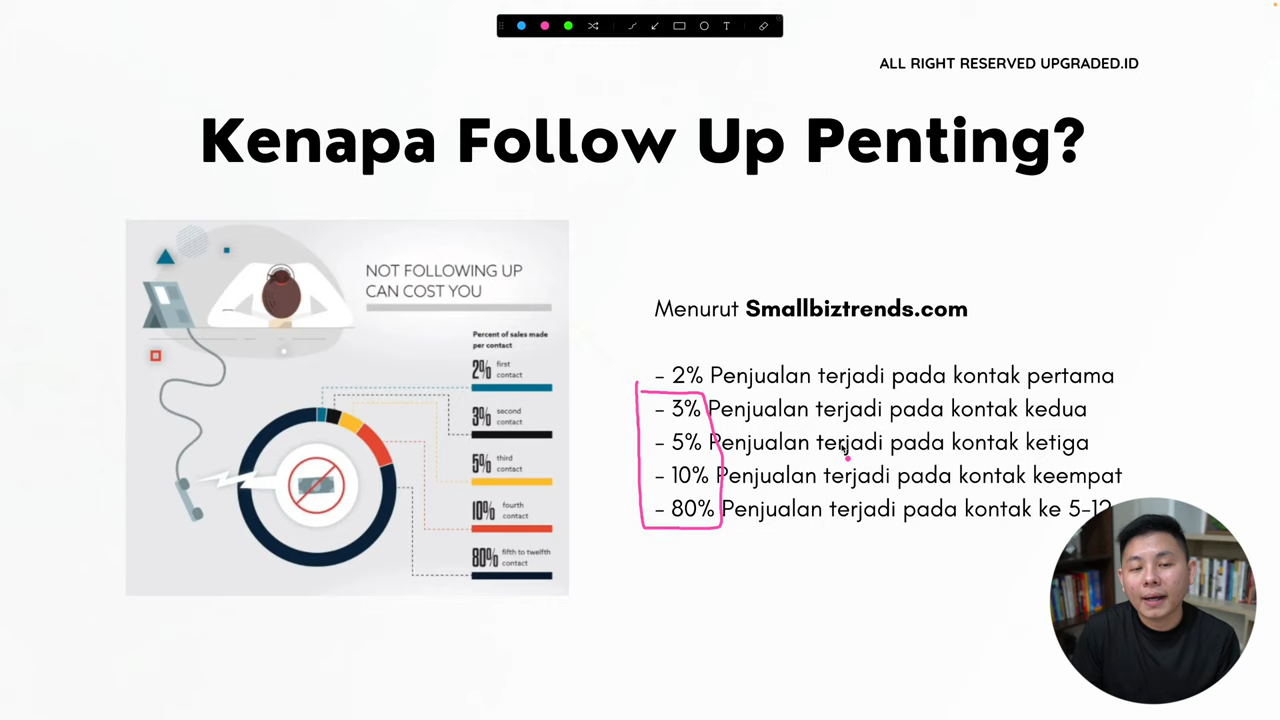 T
ALL RIGHT RESERVED UPGRADED.ID
Kenapa Follow Up Penting?
NOT FOLLOWING UP
CAN COST YOU
Percent of sales made
per contact
2% first
contact
3% second
contact
5% third
contact
10% fourth
contact
80% fifth to twelfth
contact
Menurut Smallbiztrends.com
- 2% Penjualan terjadi pada kontak pertama
- 3% Penjualan terjadi pada kontak kedua
- 5% Penjualan terjadi pada kontak ketiga
- 10% Penjualan terjadi pada kontak keempat
- 80% Penjualan terjadi pada kontak ke 5-12